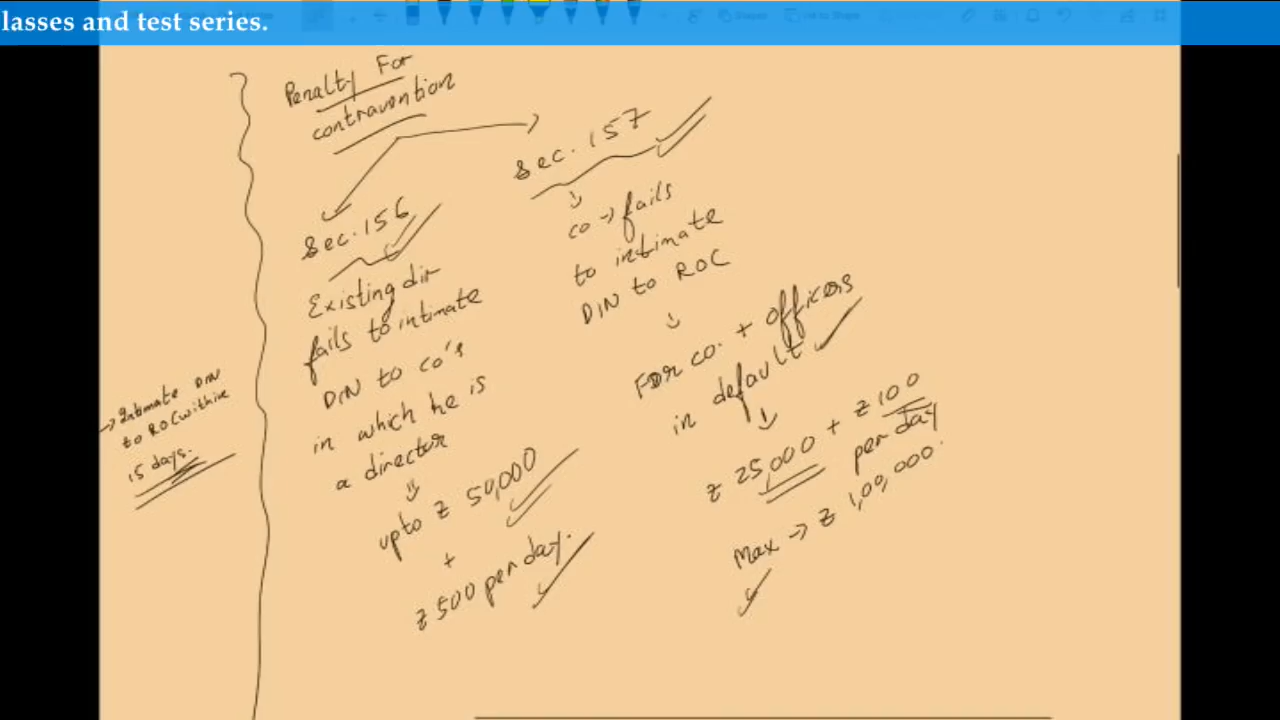 lasses and test series.
Penalty For
contravention
Sec. 156
Existing dir
fails to intimate
DIN to co's
in which he is
a director
upto ₹ 50,000
+
₹ 500 per day.
Sec. 157
co → fails
to intimate
DIN to ROC
For co. + officers
in default
₹ 25,000 + ₹ 100
per day
Max → ₹ 1,00,000.
→ Intimate DIN
to ROC within
15 days.